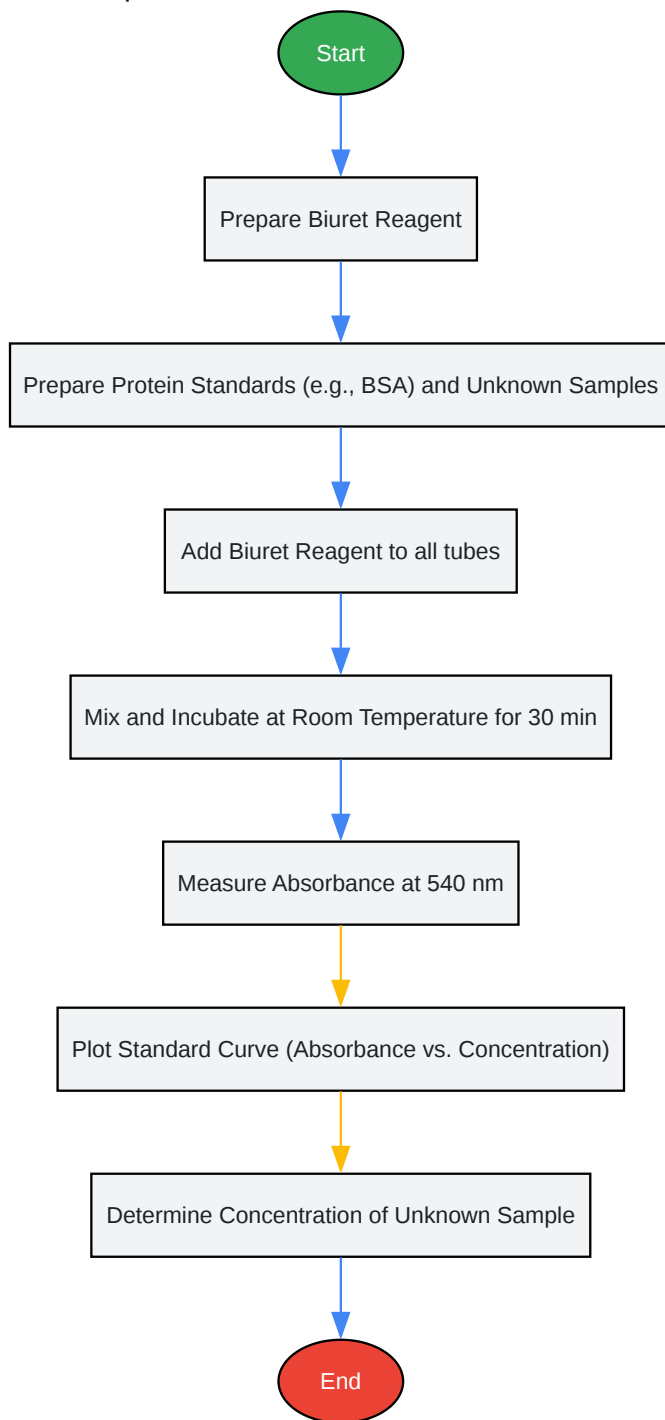 Start
Prepare Biuret Reagent
Prepare Protein Standards (e.g., BSA) and Unknown Samples
Add Biuret Reagent to all tubes
Mix and Incubate at Room Temperature for 30 min
Measure Absorbance at 540 nm
Plot Standard Curve (Absorbance vs. Concentration)
Determine Concentration of Unknown Sample
End